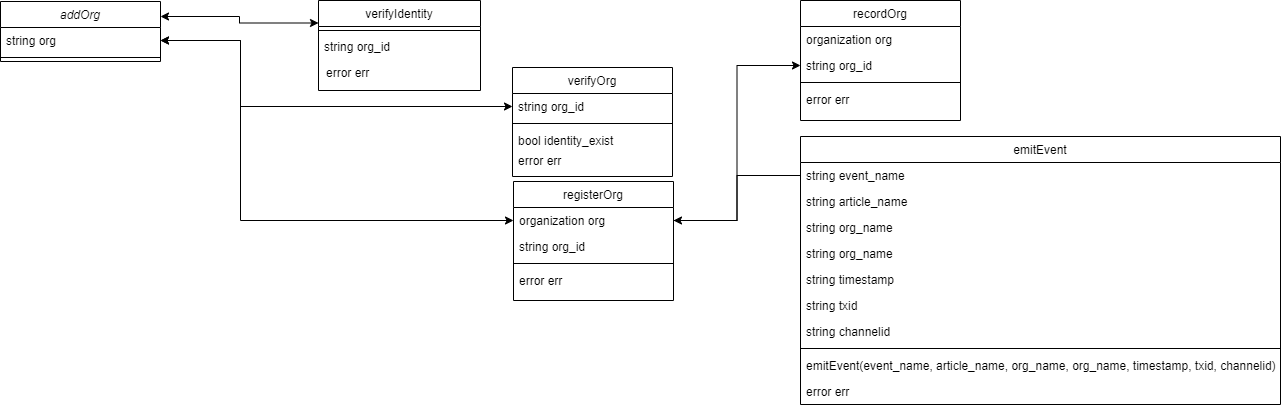 addOrg
string org
verifyIdentity
string org_id
error err
verifyOrg
string org_id
bool identity_exist
error err
registerOrg
organization org
string org_id
error err
recordOrg
organization org
string org_id
error err
emitEvent
string event_name
string article_name
string org_name
string org_name
string timestamp
string txid
string channelid
emitEvent(event_name, article_name, org_name, org_name, timestamp, txid, channelid)
error err